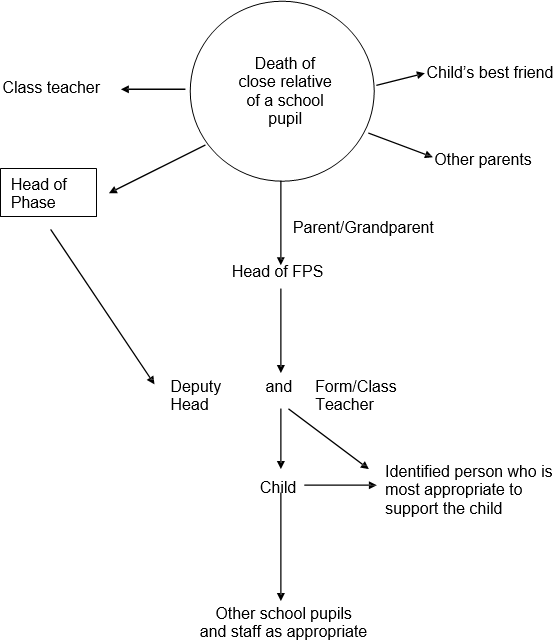 Death of
close relative
of a school
pupil
Class teacher
Child's best friend
Other parents
Head of
Phase
Parent/Grandparent
Head of FPS
Deputy
Head
and
Form/Class
Teacher
Child
Identified person who is
most appropriate to
support the child
Other school pupils
and staff as appropriate